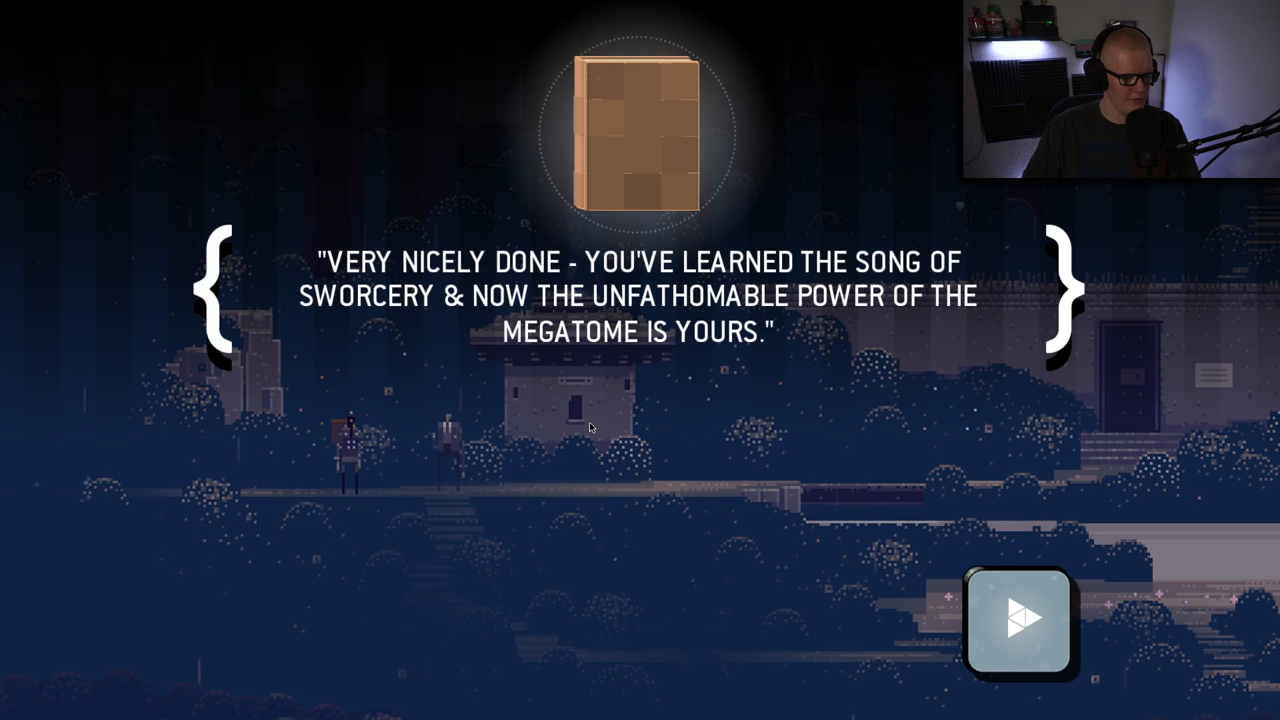 "VERY NICELY DONE - YOU'VE LEARNED THE SONG OF
SWORCERY & NOW THE UNFATHOMABLE POWER OF THE
MEGATOME IS YOURS."